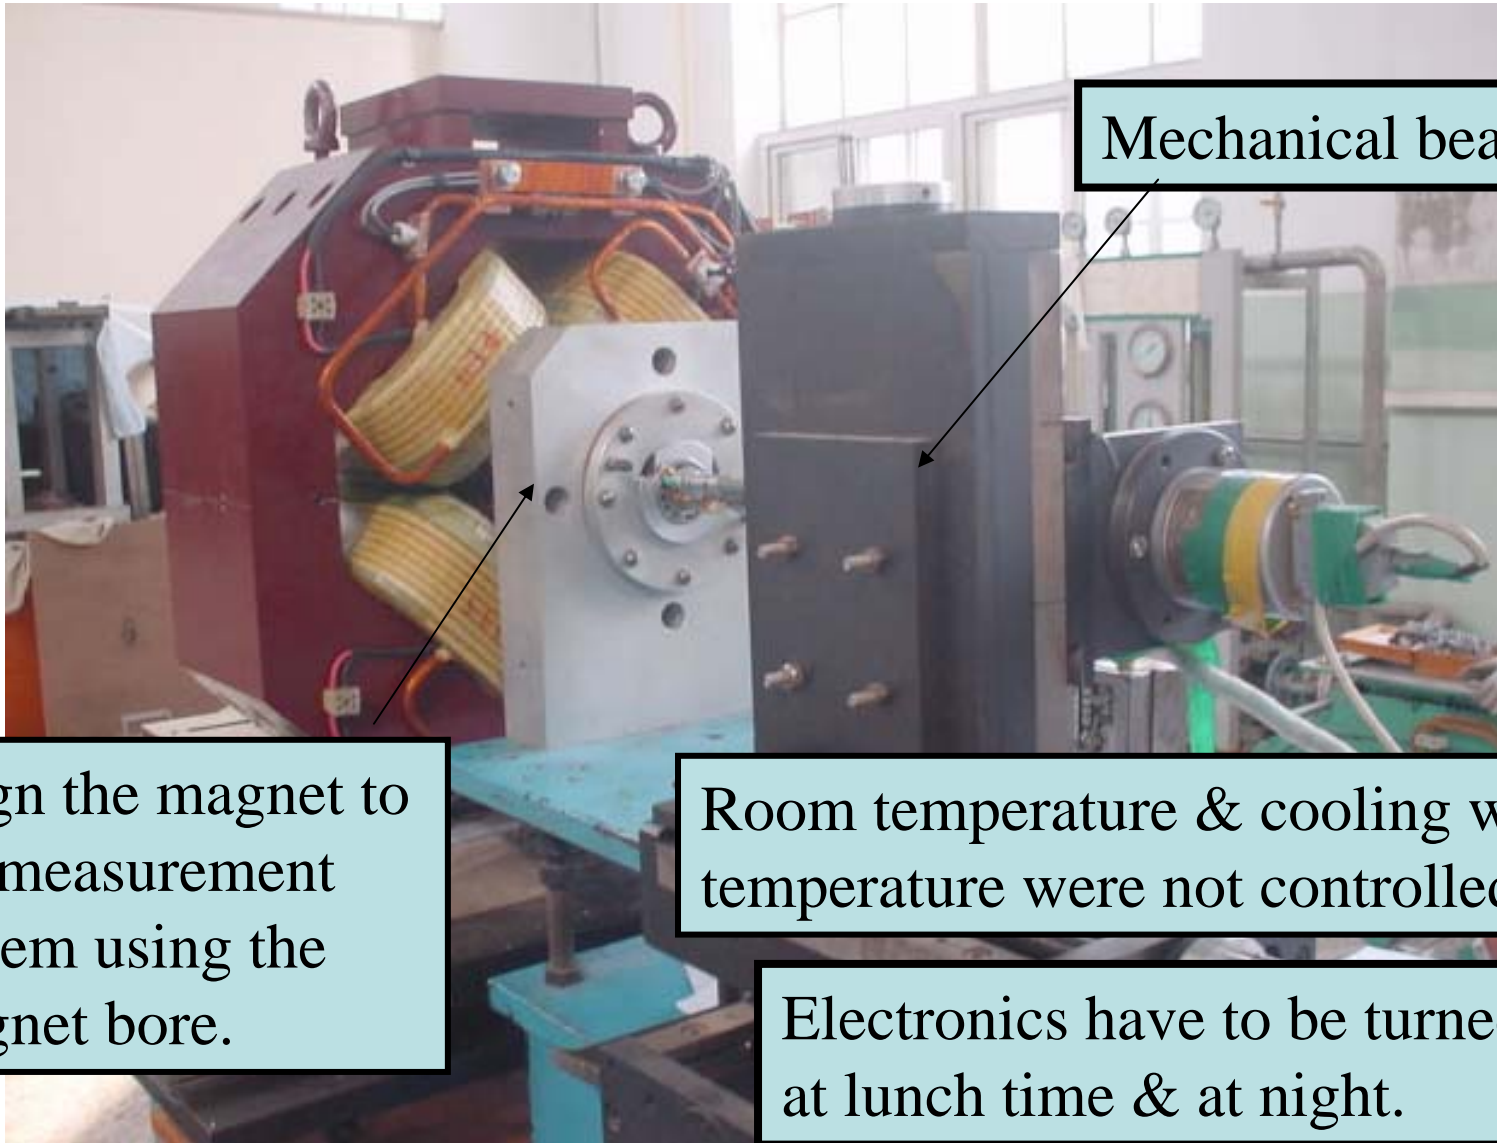 Mechanical bea
gn the magnet to
measurement
em using the
gnet bore.
Room temperature & cooling w
temperature were not controlled
Electronics have to be turne
at lunch time & at night.